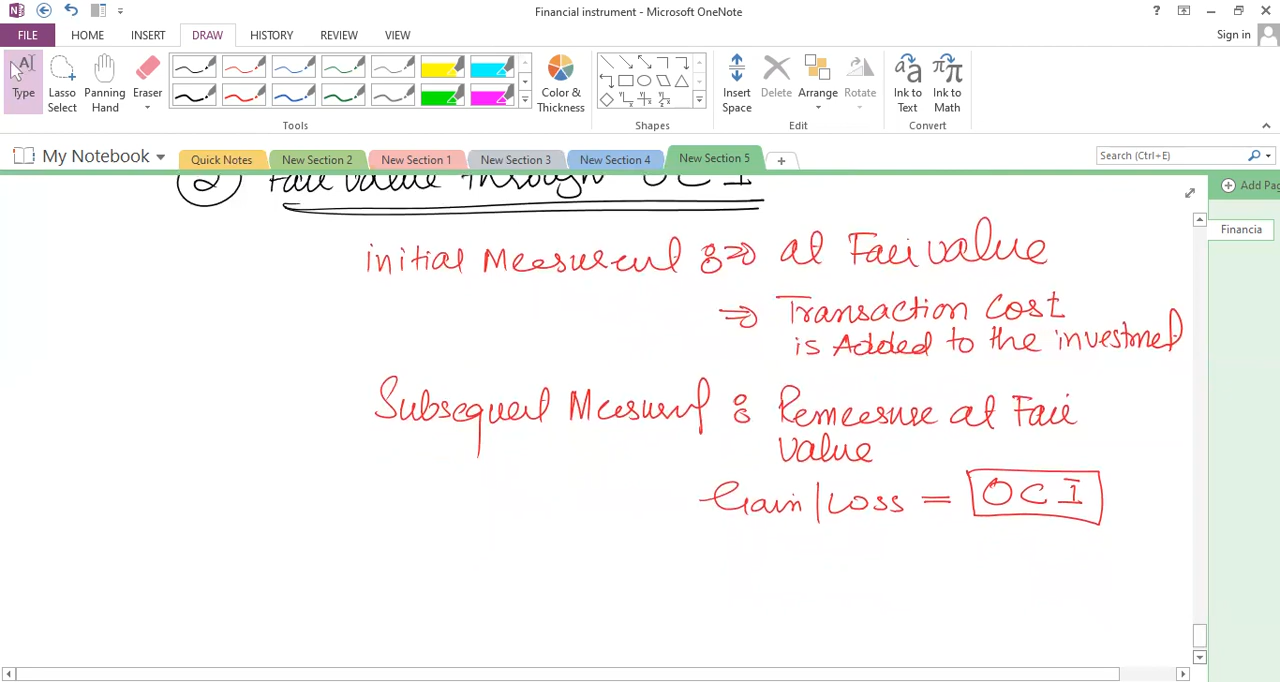 Financial instrument - Microsoft OneNote
?
FILE HOME INSERT DRAW HISTORY REVIEW VIEW
Sign in
Type
Lasso Select
Panning Hand
Eraser
Color & Thickness
Insert Space
Delete
Arrange
Rotate
Ink to Text
Ink to Math
Tools
Shapes
Edit
Convert
My Notebook
Quick Notes
New Section 2
New Section 1
New Section 3
New Section 4
New Section 5
Search (Ctrl+E)
Add Pag
Financia
② Fair value Through OCI
initial Measurement :⇒ at Fair value
⇒ Transaction Cost
is Added to the investment
Subsequent Measurement : Remeasure at Fair
value
Gain/Loss = OCI